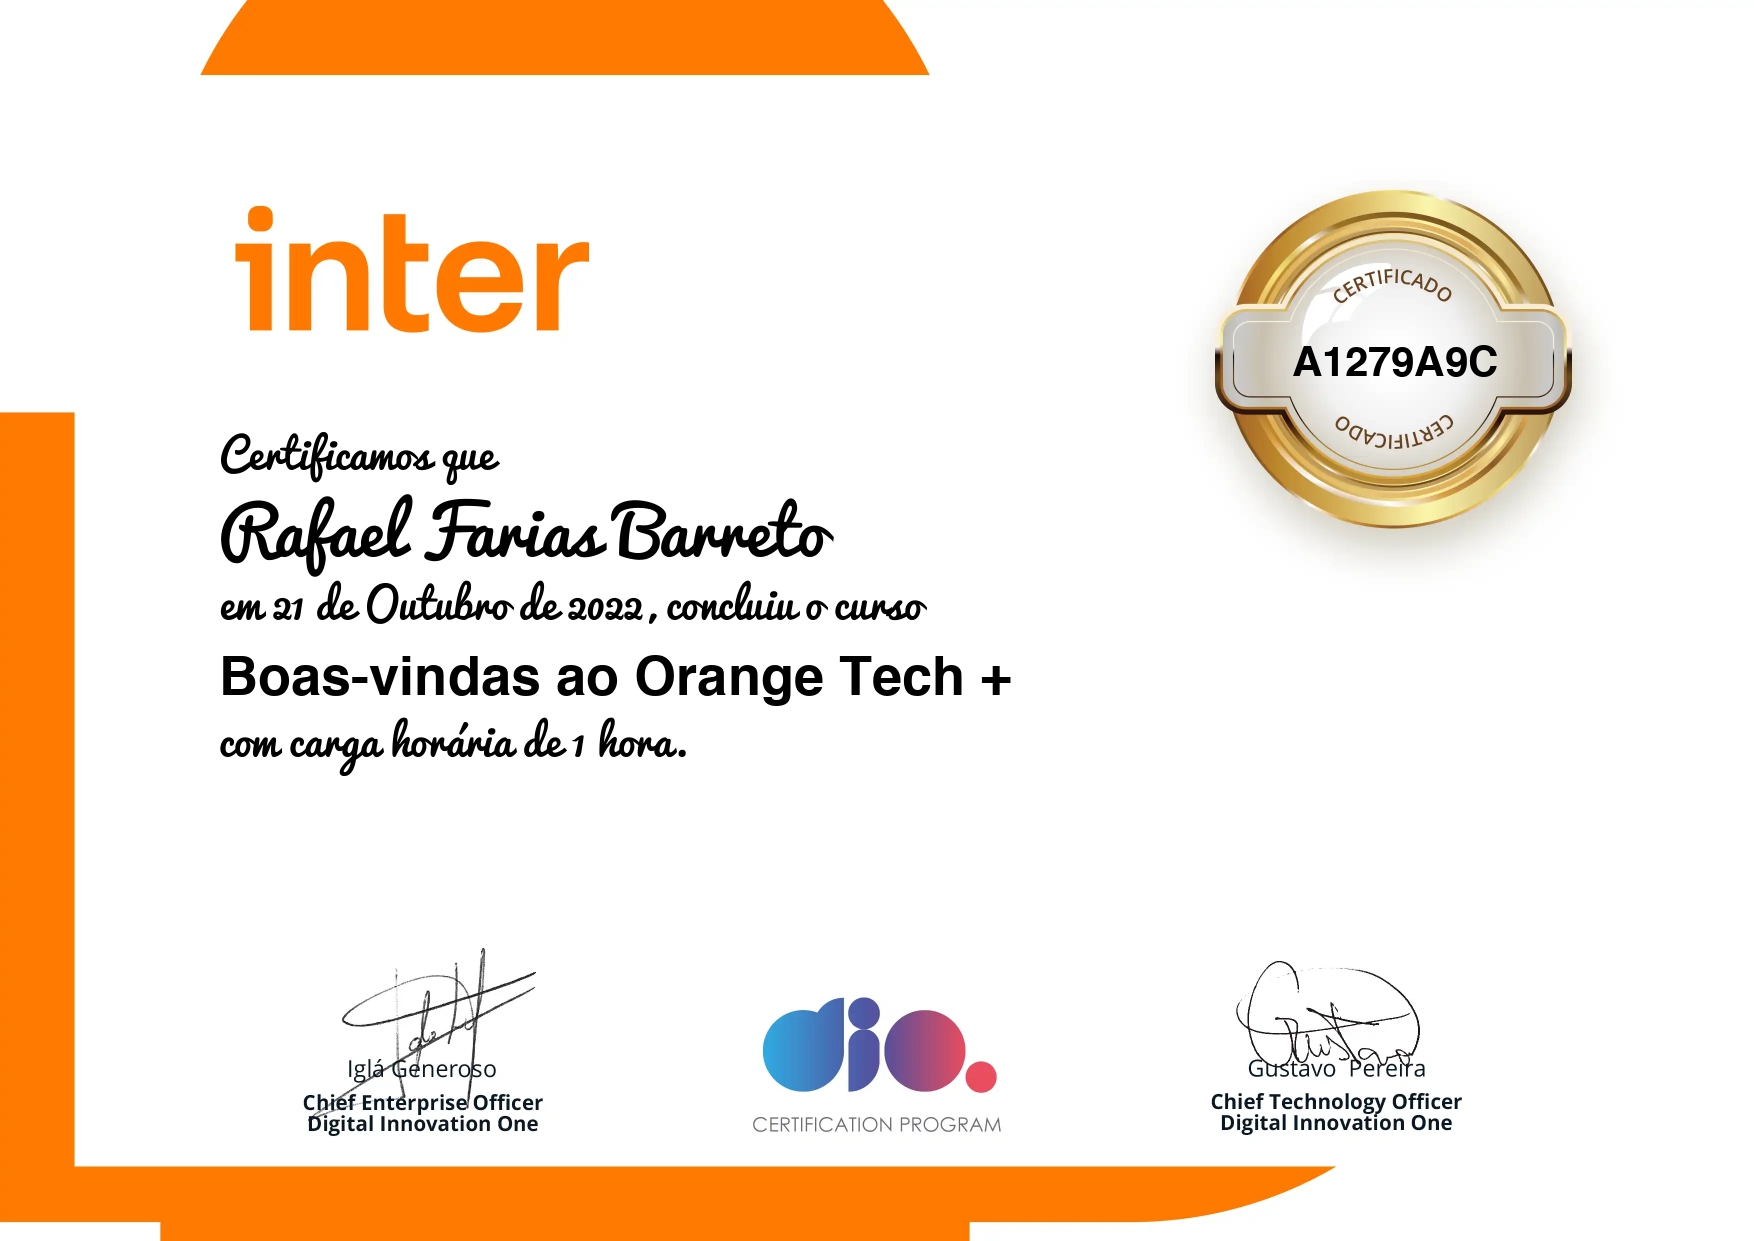 inter
CERTIFICADO
A1279A9C
CERTIFICADO
Certificamos que
Rafael Farias Barreto
em 21 de Outubro de 2022, concluiu o curso
Boas-vindas ao Orange Tech +
com carga horária de 1 hora.
Iglá Generoso
Chief Enterprise Officer
Digital Innovation One
dio.
CERTIFICATION PROGRAM
Gustavo Pereira
Chief Technology Officer
Digital Innovation One